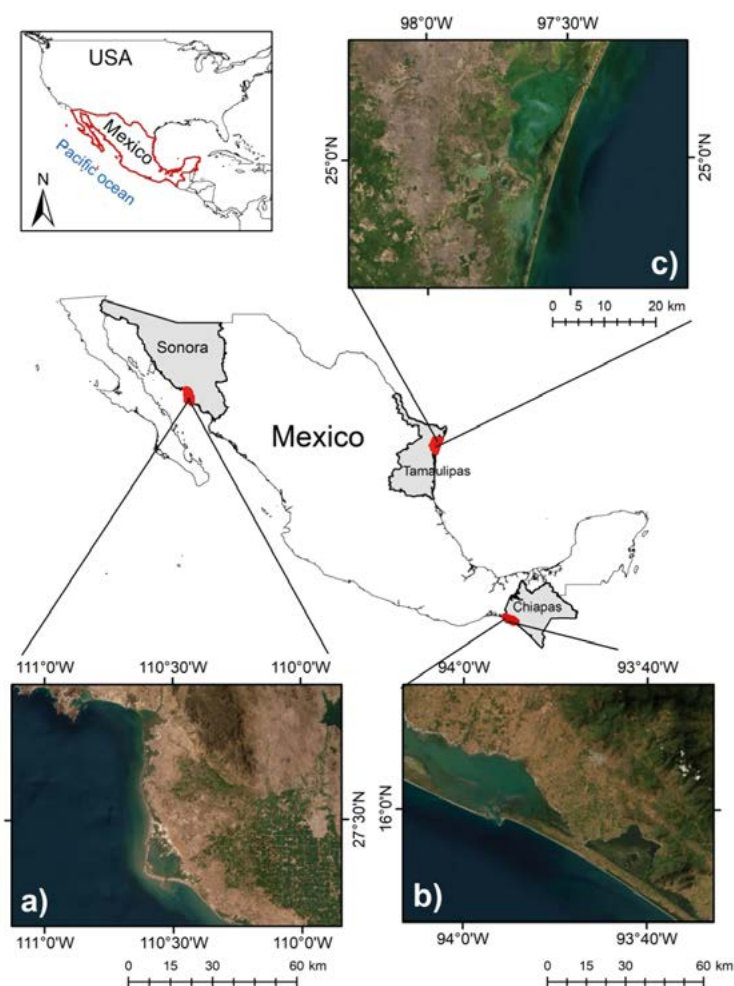 USA
Mexico
Pacific ocean
N
98°0'W 97°30'W
25°0'N
25°0'N
c)
0 5 10 20 km
Sonora
Mexico
Tamaulipas
Chiapas
111°0'W 110°30'W 110°0'W
27°30'N
a)
111°0'W 110°30'W 110°0'W
0 15 30 60 km
94°0'W 93°40'W
16°0'N
b)
94°0'W 93°40'W
0 15 30 60 km